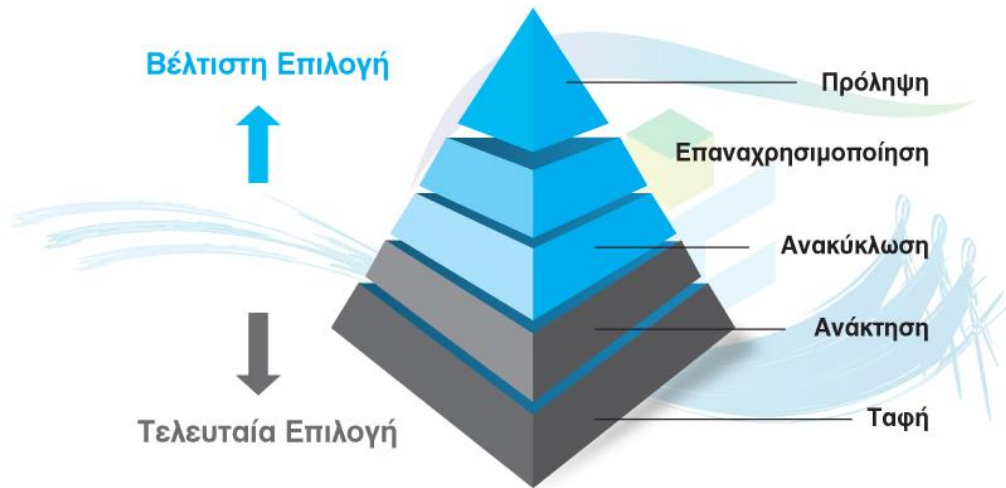 Βέλτιστη Επιλογή
Πρόληψη
Επαναχρησιμοποίηση
Ανακύκλωση
Ανάκτηση
Τελευταία Επιλογή
Ταφή